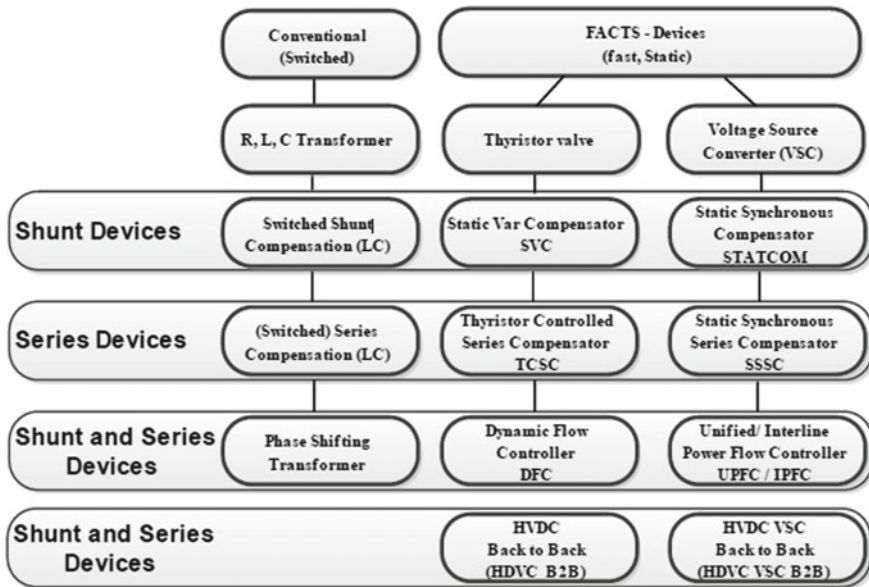 Conventional
(Switched)
FACTS - Devices
(fast, Static)
R, L, C Transformer
Thyristor valve
Voltage Source
Converter (VSC)
Shunt Devices
Switched Shunt
Compensation (LC)
Static Var Compensator
SVC
Static Synchronous
Compensator
STATCOM
Series Devices
(Switched) Series
Compensation (LC)
Thyristor Controlled
Series Compensator
TCSC
Static Synchronous
Series Compensator
SSSC
Shunt and Series
Devices
Phase Shifting
Transformer
Dynamic Flow
Controller
DFC
Unified/ Interline
Power Flow Controller
UPFC / IPFC
Shunt and Series
Devices
HVDC
Back to Back
(HDVC B2B)
HVDC VSC
Back to Back
(HDVC VSC B2B)